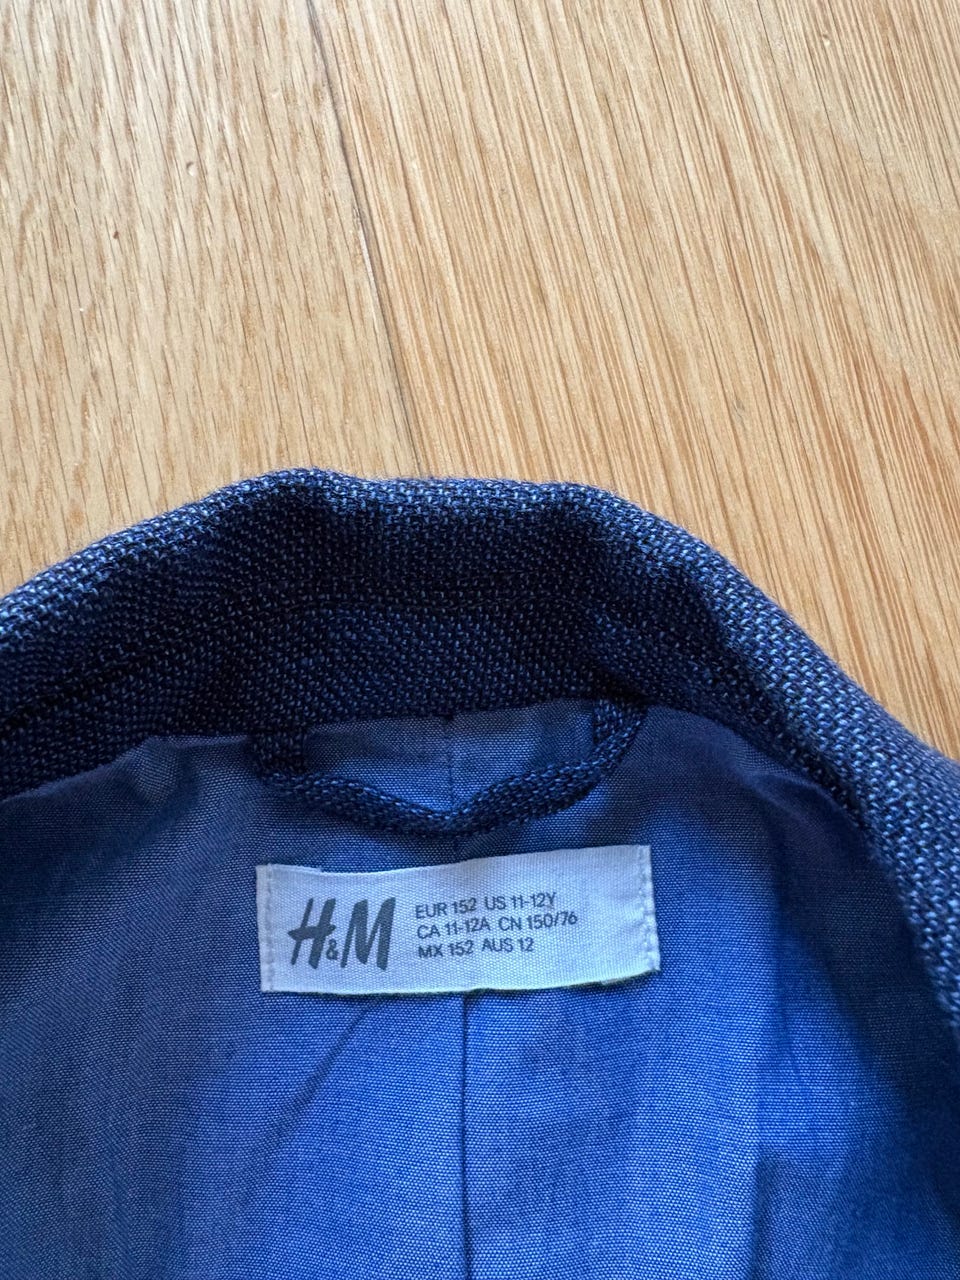 H&M
EUR 152 US 11-12Y
CA 11-12A CN 150/76
MX 152 AUS 12